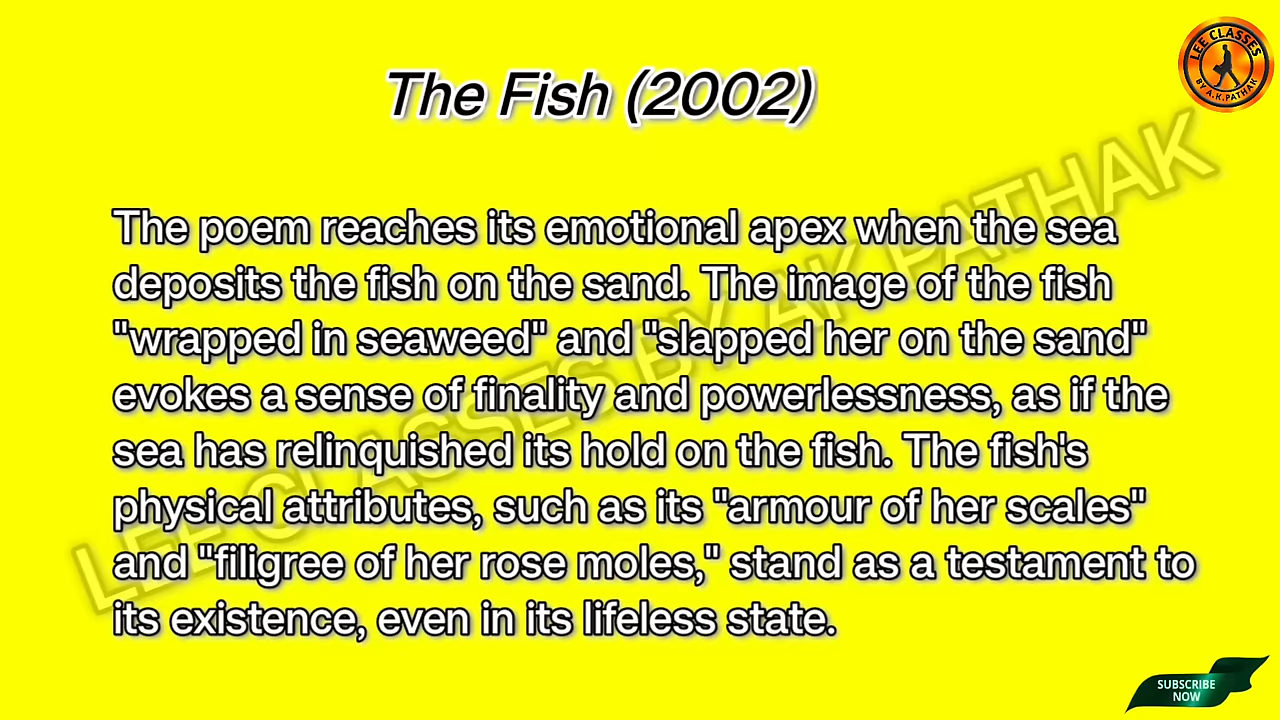 The Fish (2002)
LEE CLASSES
BY A.K.PATHAK
The poem reaches its emotional apex when the sea
deposits the fish on the sand. The image of the fish
"wrapped in seaweed" and "slapped her on the sand"
evokes a sense of finality and powerlessness, as if the
sea has relinquished its hold on the fish. The fish's
physical attributes, such as its "armour of her scales"
and "filigree of her rose moles," stand as a testament to
its existence, even in its lifeless state.
LEE CLASSES BY AK PATHAK
SUBSCRIBE
NOW